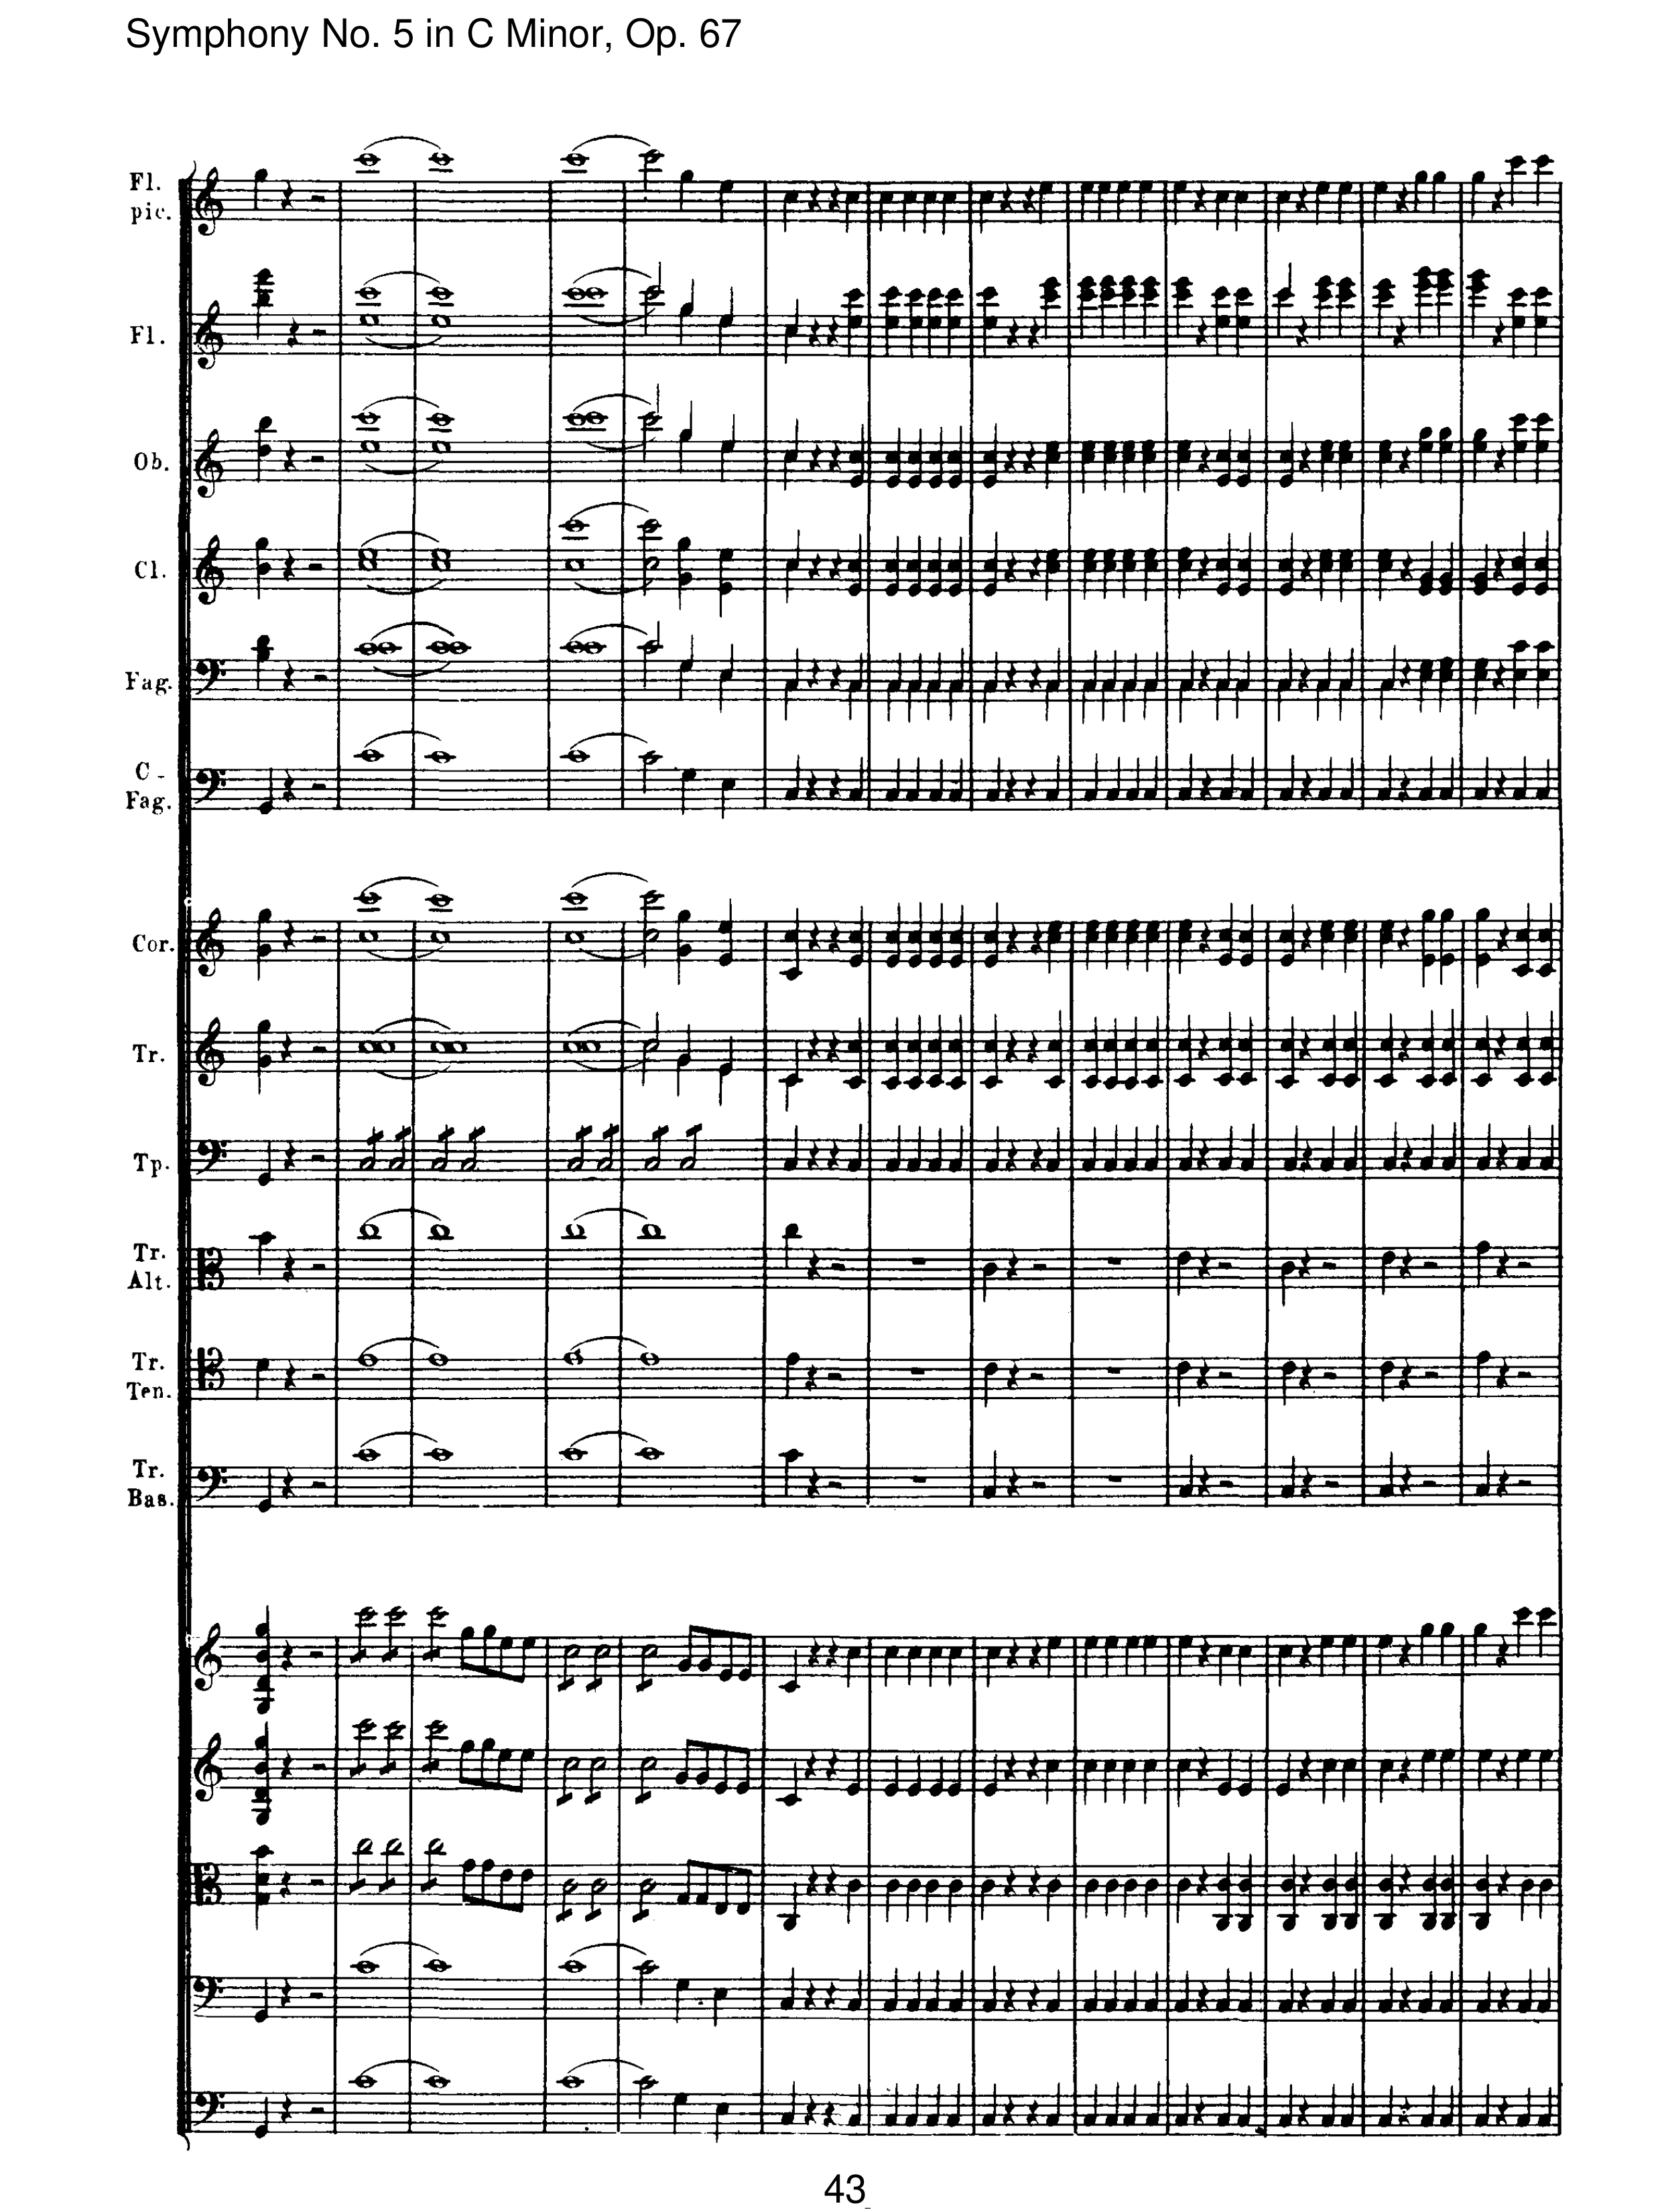 Symphony No. 5 in C Minor, Op. 67
Fl.
pic.
Fl.
Ob.
Cl.
Fag.
C-
Fag.
Cor.
Tr.
Tp.
Tr.
Alt.
Tr.
Ten.
Tr.
Bas.
43